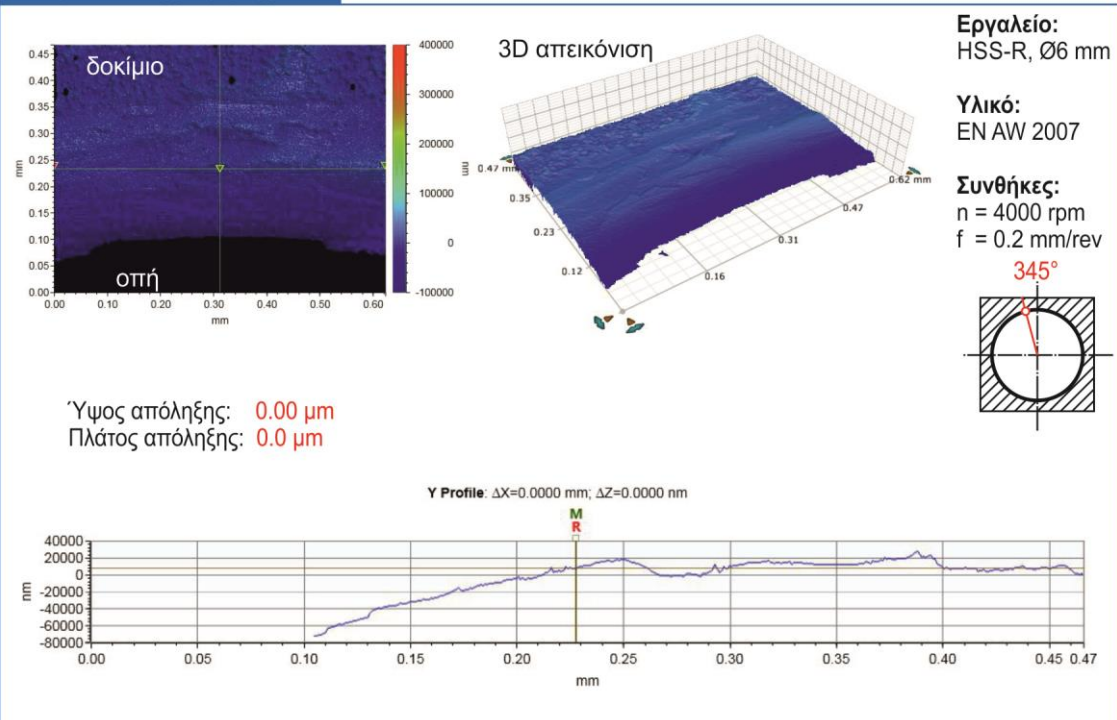 0.45
0.40
0.35
0.30
0.25
0.20
0.15
0.10
0.05
0.00
mm
0.00 0.10 0.20 0.30 0.40 0.50 0.60
mm
δοκίμιο
οπή
400000
300000
200000
100000
0
-100000
nm
3D απεικόνιση
0.47 mm
0.35
0.23
0.12
0.16
0.31
0.47
0.62 mm
Εργαλείο:
HSS-R, Ø6 mm
Υλικό:
EN AW 2007
Συνθήκες:
n = 4000 rpm
f = 0.2 mm/rev
345°
Ύψος απόληξης: 0.00 μm
Πλάτος απόληξης: 0.0 μm
Y Profile: ΔX=0.0000 mm; ΔZ=0.0000 nm
M
R
40000
20000
0
-20000
-40000
-60000
-80000
nm
0.00 0.05 0.10 0.15 0.20 0.25 0.30 0.35 0.40 0.45 0.47
mm